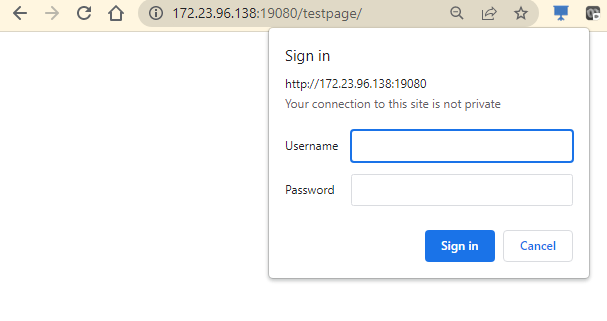 172.23.96.138:19080/testpage/
Sign in
http://172.23.96.138:19080
Your connection to this site is not private
Username
Password
Sign in
Cancel